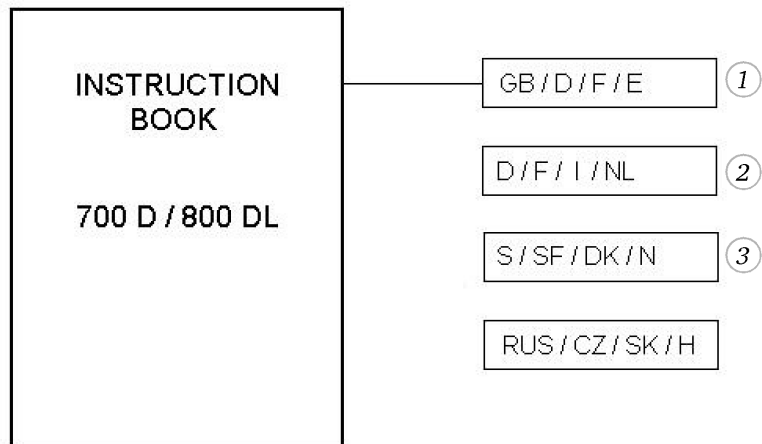 INSTRUCTION
BOOK
700 D / 800 DL
GB / D / F / E 1
D / F / I / NL 2
S / SF / DK / N 3
RUS / CZ / SK / H